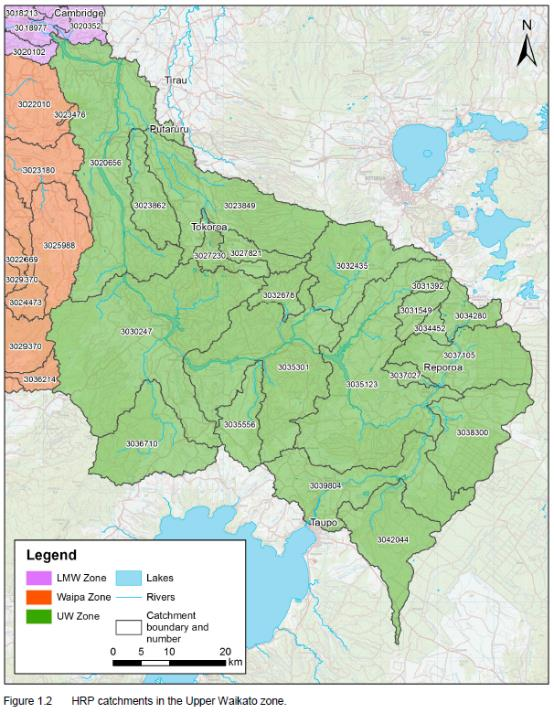 3018213
Cambridge
3018977
3020352
3020102
N
Tirau
3022010
3023476
Putaruru
3020656
3023180
3023862
3023849
Tokoroa
3025988
3027230
3027821
3022669
3032435
3029370
3031392
3032678
3024473
3031549
3034280
3034452
3030247
3029370
3037105
3035301
Reporoa
3037027
3036214
3035123
3035556
3038300
3036710
3039804
Taupo
3042044
Legend
LMW Zone
Lakes
Waipa Zone
Rivers
UW Zone
Catchment
boundary and
number
0 5 10 20
km
Figure 1.2 HRP catchments in the Upper Waikato zone.